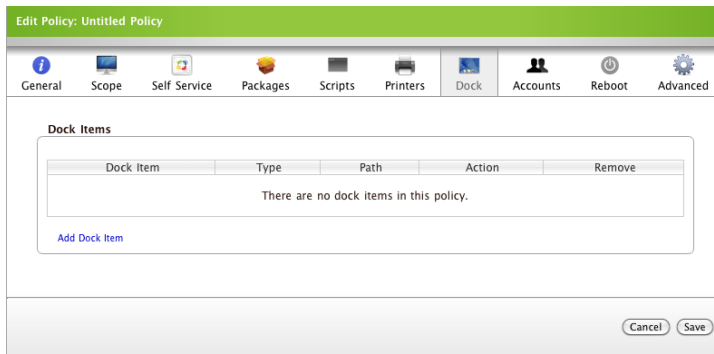 Edit Policy: Untitled Policy
General Scope Self Service Packages Scripts Printers Dock Accounts Reboot Advanced
Dock Items
Dock Item Type Path Action Remove
There are no dock items in this policy.
Add Dock Item
Cancel Save